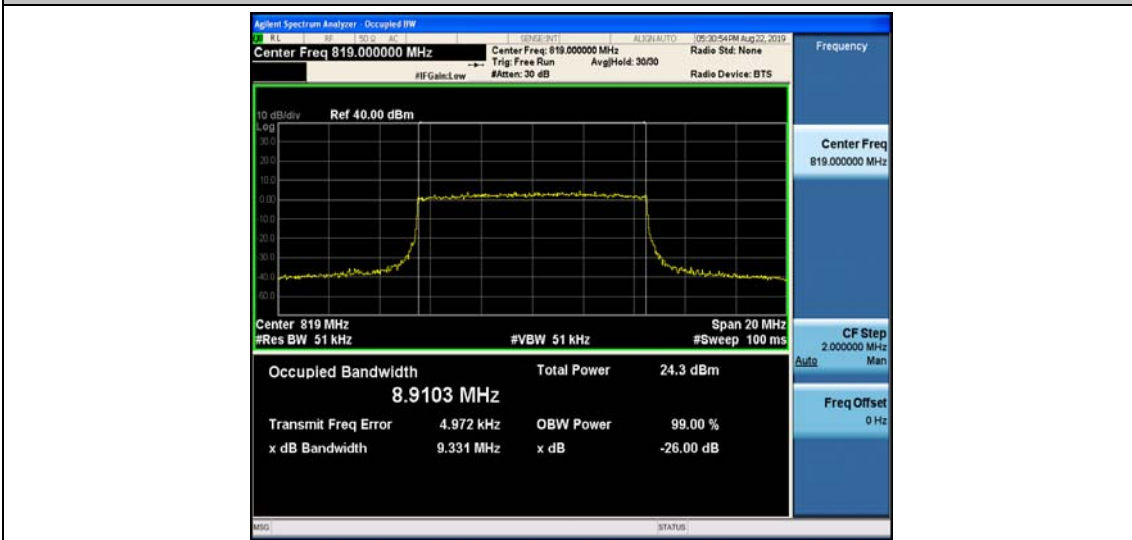 Agilent Spectrum Analyzer - Occupied BW
RL RF 50 Ω AC SENSE:INT ALIGNAUTO 05:30:54 PM Aug 22, 2019
Center Freq 819.000000 MHz
Center Freq: 819.000000 MHz
Radio Std: None
Trig: Free Run Avg|Hold: 30/30
#IFGain:Low
#Atten: 30 dB
Radio Device: BTS
10 dB/div Ref 40.00 dBm
Log
30.0
20.0
10.0
0.00
-10.0
-20.0
-30.0
-40.0
-50.0
Center 819 MHz
Span 20 MHz
#Res BW 51 kHz
#VBW 51 kHz
#Sweep 100 ms
Occupied Bandwidth
8.9103 MHz
Total Power 24.3 dBm
Transmit Freq Error 4.972 kHz
OBW Power 99.00 %
x dB Bandwidth 9.331 MHz
x dB -26.00 dB
MSG
STATUS
Frequency
Center Freq
819.000000 MHz
CF Step
2.000000 MHz
Auto Man
Freq Offset
0 Hz